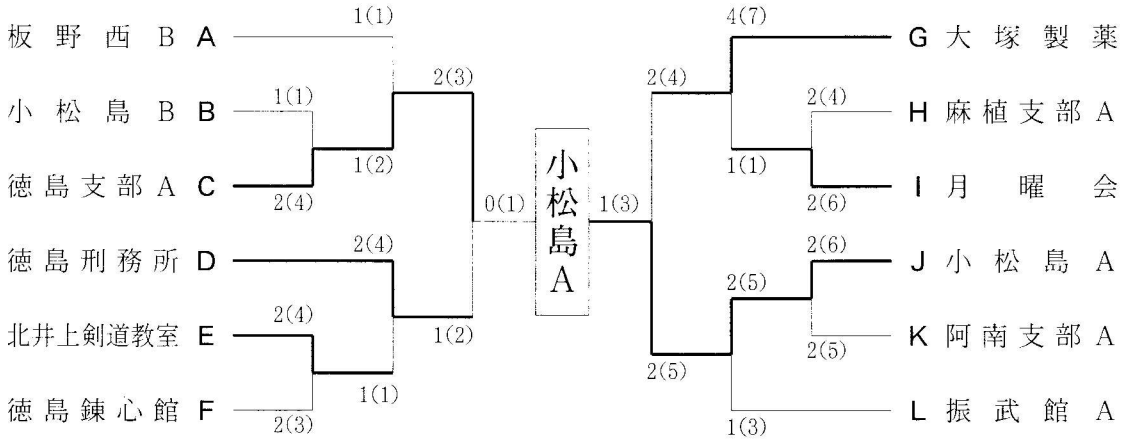 1(1)
4(7)
板野西B A
G 大塚製薬
2(3)
2(4)
小松島B B
1(1)
2(4)
H 麻植支部A
1(2)
1(1)
徳島支部A C
2(4)
2(6)
I 月曜会
0(1)
小松島A
1(3)
徳島刑務所 D
2(4)
2(6)
J 小松島A
2(5)
北井上剣道教室 E
2(4)
1(2)
2(5)
K 阿南支部A
2(5)
1(1)
徳島錬心館 F
2(3)
1(3)
L 振武館A